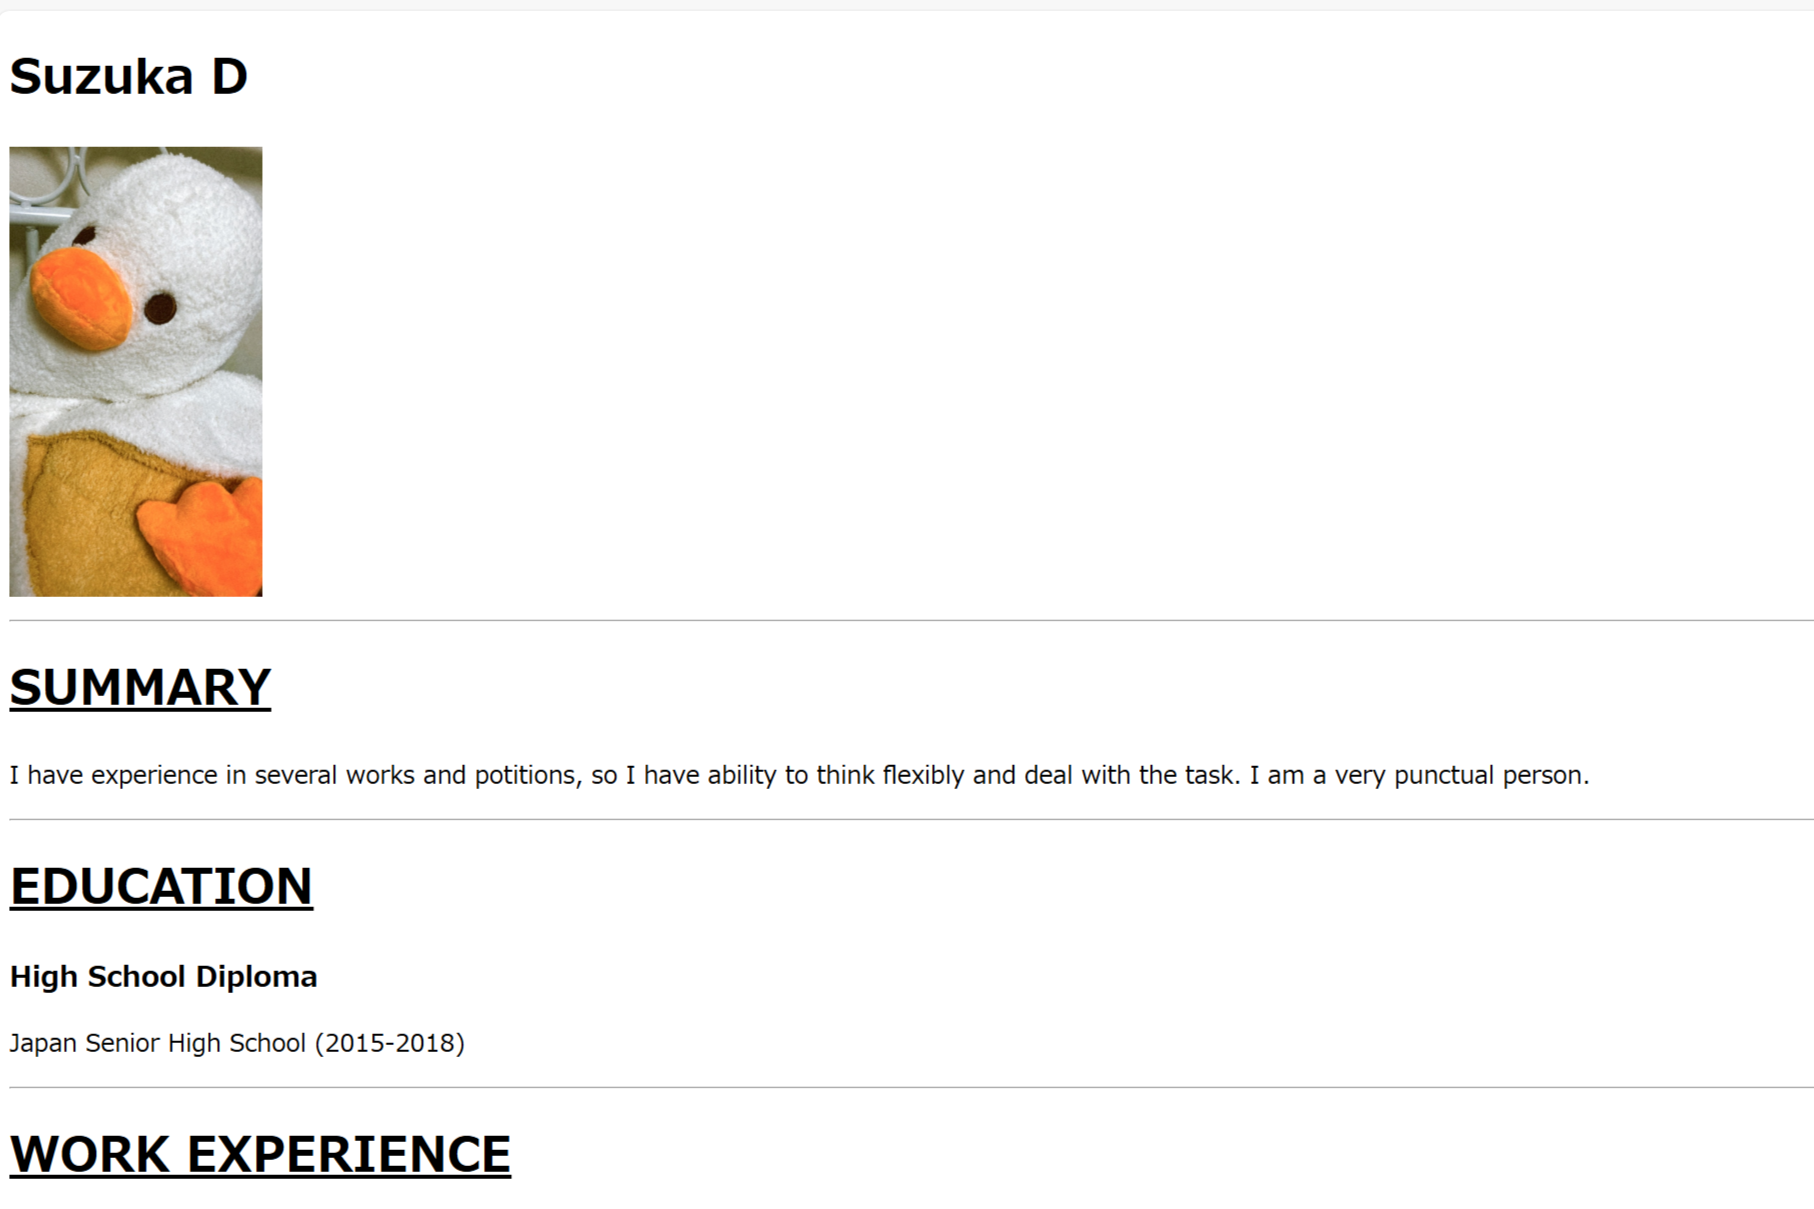 Suzuka D
SUMMARY
I have experience in several works and potitions, so I have ability to think flexibly and deal with the task. I am a very punctual person.
EDUCATION
High School Diploma
Japan Senior High School (2015-2018)
WORK EXPERIENCE